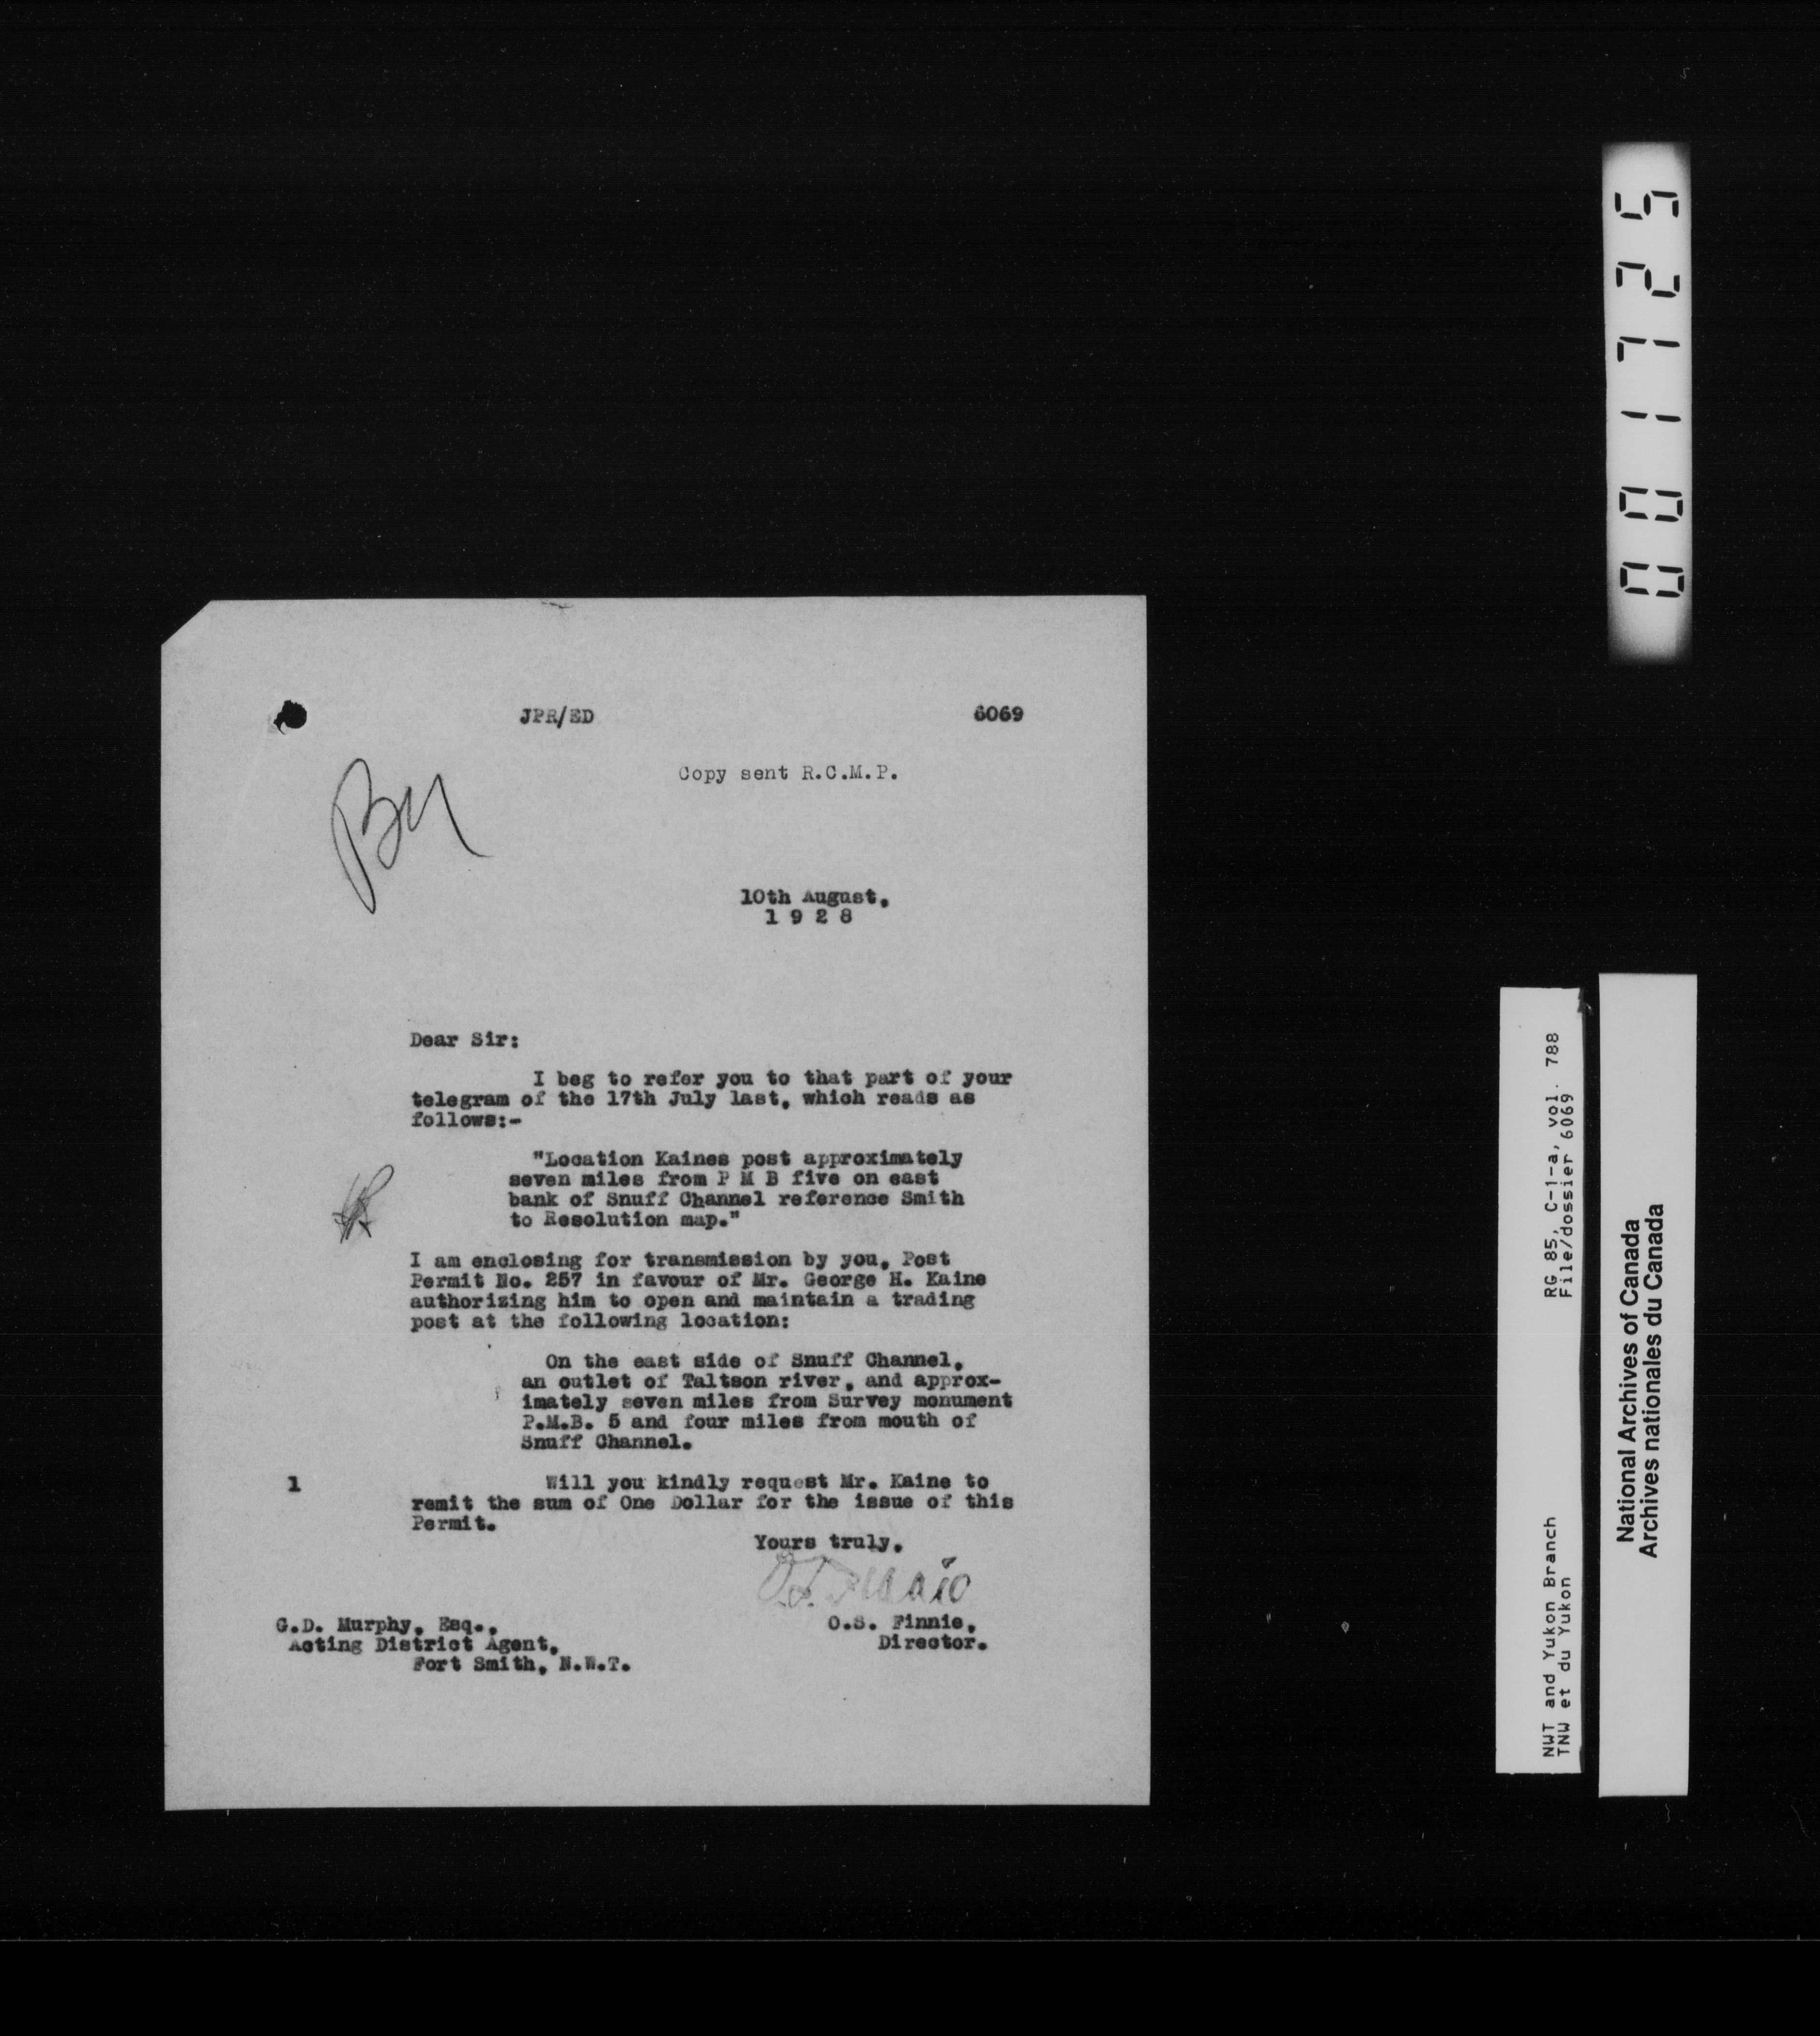 JPR/ED
6069
Copy sent R.C.M.P.
10th August,
1 9 2 8
Dear Sir:
I beg to refer you to that part of your
telegram of the 17th July last, which reads as
follows:-
"Location Kaines post approximately
seven miles from P M B five on east
bank of Snuff Channel reference Smith
to Resolution map."
I am enclosing for transmission by you, Post
Permit No. 257 in favour of Mr. George H. Kaine
authorizing him to open and maintain a trading
post at the following location:
On the east side of Snuff Channel,
an outlet of Taltson river, and approx-
imately seven miles from Survey monument
P.M.B. 5 and four miles from mouth of
Snuff Channel.
1
Will you kindly request Mr. Kaine to
remit the sum of One Dollar for the issue of this
Permit.
Yours truly,
O.S. Finnie,
Director.
G.D. Murphy, Esq.,
Acting District Agent,
Fort Smith, N.W.T.
001725
NWT and Yukon Branch RG 85, C-1-a, vol. 788
TNW et du Yukon File/dossier 6069
National Archives of Canada
Archives nationales du Canada